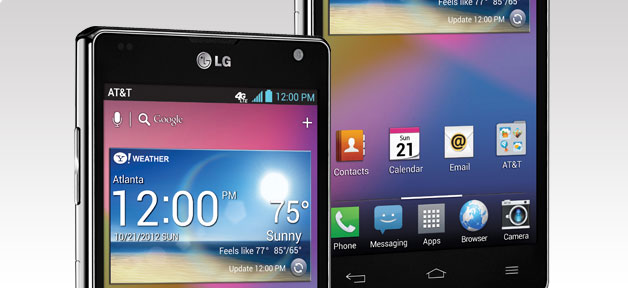 LG
AT&T
4G LTE
12:00 PM
Google
Y! WEATHER
Atlanta
12:00 PM
75°
10/21/2012 SUN
Sunny
Feels like 77° 85°/65°
Update 12:00 PM
Feels like 77° 85°/65°
Update 12:00 PM
SUN
21
@
Contacts
Calendar
Email
AT&T
Phone
Messaging
Apps
Browser
Camera